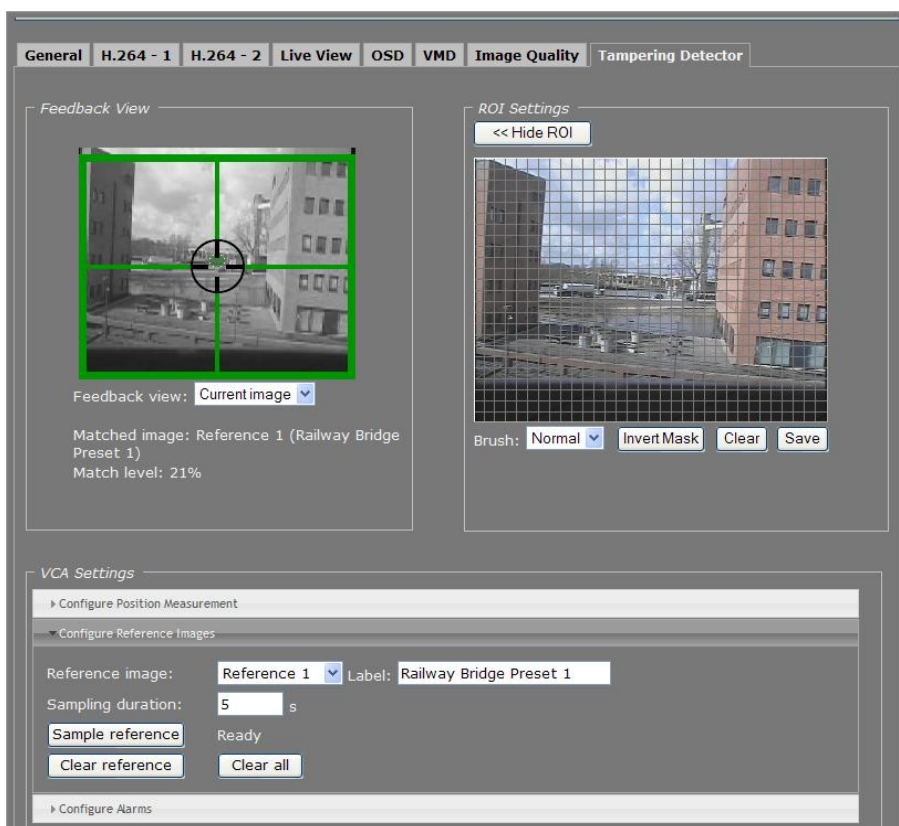 General H.264 - 1 H.264 - 2 Live View OSD VMD Image Quality Tampering Detector
Feedback View
Feedback view: Current image
Matched image: Reference 1 (Railway Bridge
Preset 1)
Match level: 21%
ROI Settings
<< Hide ROI
Brush: Normal Invert Mask Clear Save
VCA Settings
Configure Position Measurement
Configure Reference Images
Reference image: Reference 1 Label: Railway Bridge Preset 1
Sampling duration: 5 s
Sample reference Ready
Clear reference Clear all
Configure Alarms